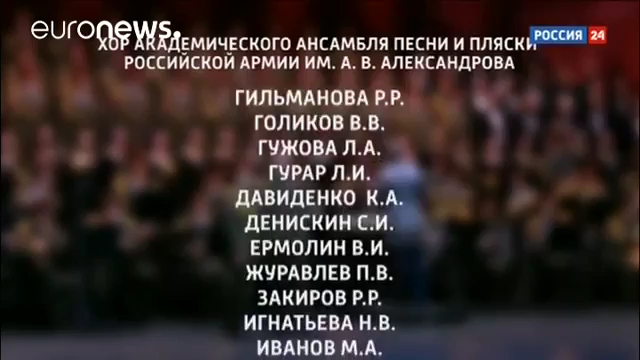 euronews.
РОССИЯ 24
ХОР АКАДЕМИЧЕСКОГО АНСАМБЛЯ ПЕСНИ И ПЛЯСКИ
РОССИЙСКОЙ АРМИИ ИМ. А. В. АЛЕКСАНДРОВА
ГИЛЬМАНОВА Р.Р.
ГОЛИКОВ В.В.
ГУЖОВА Л.А.
ГУРАР Л.И.
ДАВИДЕНКО К.А.
ДЕНИСКИН С.И.
ЕРМОЛИН В.И.
ЖУРАВЛЕВ П.В.
ЗАКИРОВ Р.Р.
ИГНАТЬЕВА Н.В.
ИВАНОВ М.А.